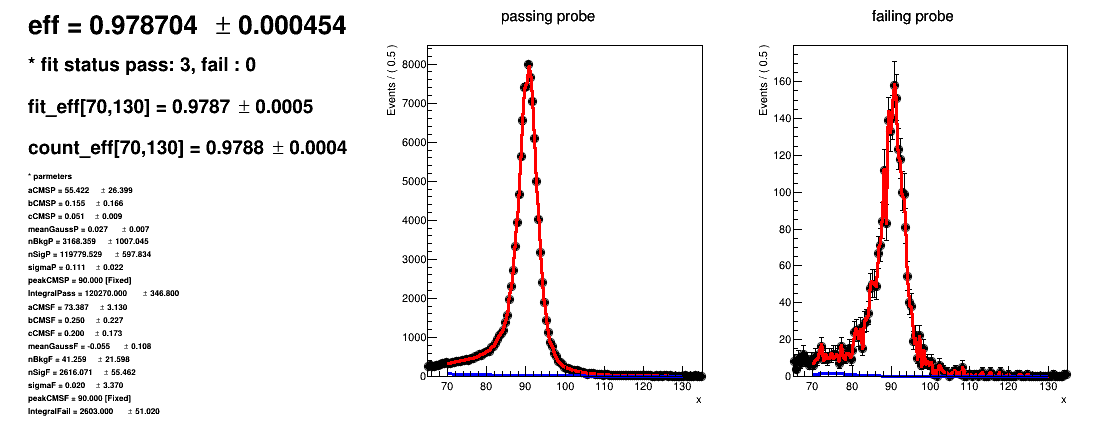 eff = 0.978704 ± 0.000454
* fit status pass: 3, fail : 0
fit_eff[70,130] = 0.9787 ± 0.0005
count_eff[70,130] = 0.9788 ± 0.0004
* parmeters
aCMSP = 55.422 ± 26.399
bCMSP = 0.155 ± 0.166
cCMSP = 0.051 ± 0.009
meanGaussP = 0.027 ± 0.007
nBkgP = 3168.359 ± 1007.045
nSigP = 119779.529 ± 597.834
sigmaP = 0.111 ± 0.022
peakCMSP = 90.000 [Fixed]
IntegralPass = 120270.000 ± 346.800
aCMSF = 73.387 ± 3.130
bCMSF = 0.250 ± 0.227
cCMSF = 0.200 ± 0.173
meanGaussF = -0.055 ± 0.108
nBkgF = 41.259 ± 21.598
nSigF = 2616.071 ± 55.462
sigmaF = 0.020 ± 3.370
peakCMSF = 90.000 [Fixed]
IntegralFail = 2603.000 ± 51.020
passing probe
Events / ( 0.5 )
8000
7000
6000
5000
4000
3000
2000
1000
0
70 80 90 100 110 120 130
x
failing probe
Events / ( 0.5 )
160
140
120
100
80
60
40
20
0
70 80 90 100 110 120 130
x